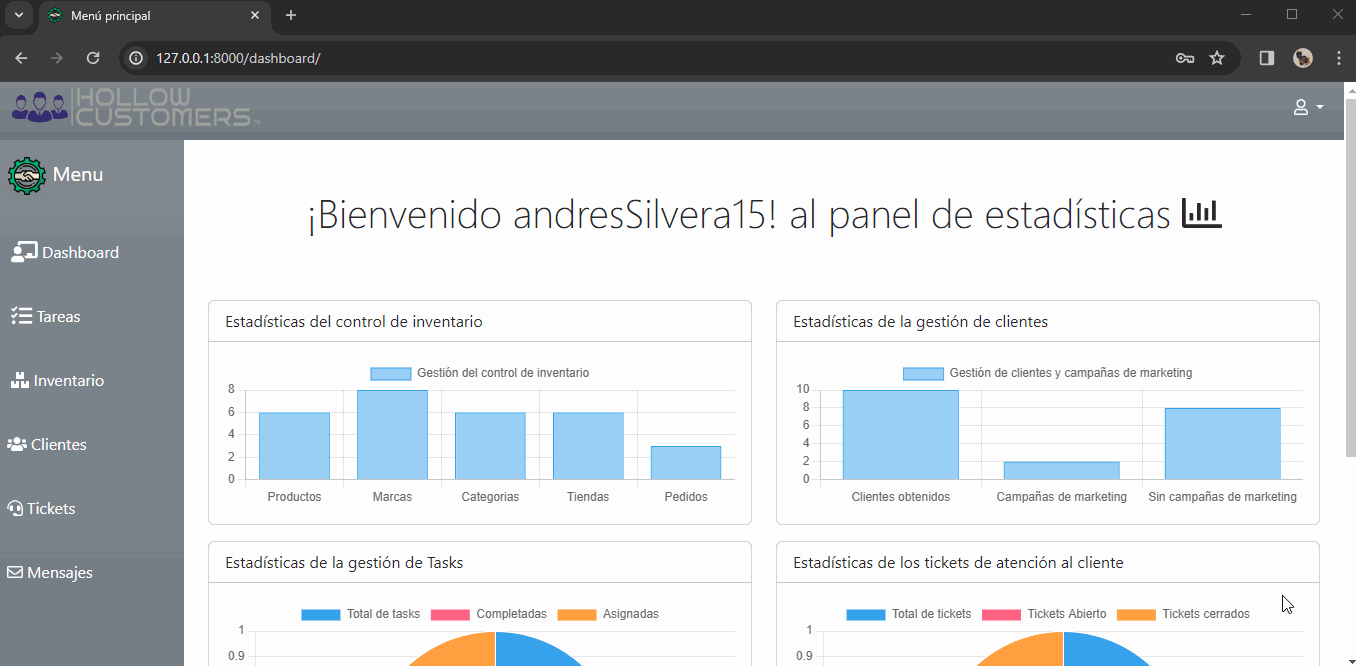 Menú principal
127.0.0.1:8000/dashboard/
HOLLOW
CUSTOMERS
Menu
¡Bienvenido andresSilvera15! al panel de estadísticas
Dashboard
Tareas
Inventario
Clientes
Tickets
Mensajes
Estadísticas del control de inventario
Gestión del control de inventario
8
6
4
2
0
Productos Marcas Categorias Tiendas Pedidos
Estadísticas de la gestión de clientes
Gestión de clientes y campañas de marketing
10
8
6
4
2
0
Clientes obtenidos Campañas de marketing Sin campañas de marketing
Estadísticas de la gestión de Tasks
Total de tasks Completadas Asignadas
1
0.9
Estadísticas de los tickets de atención al cliente
Total de tickets Tickets Abierto Tickets cerrados
1
0.9